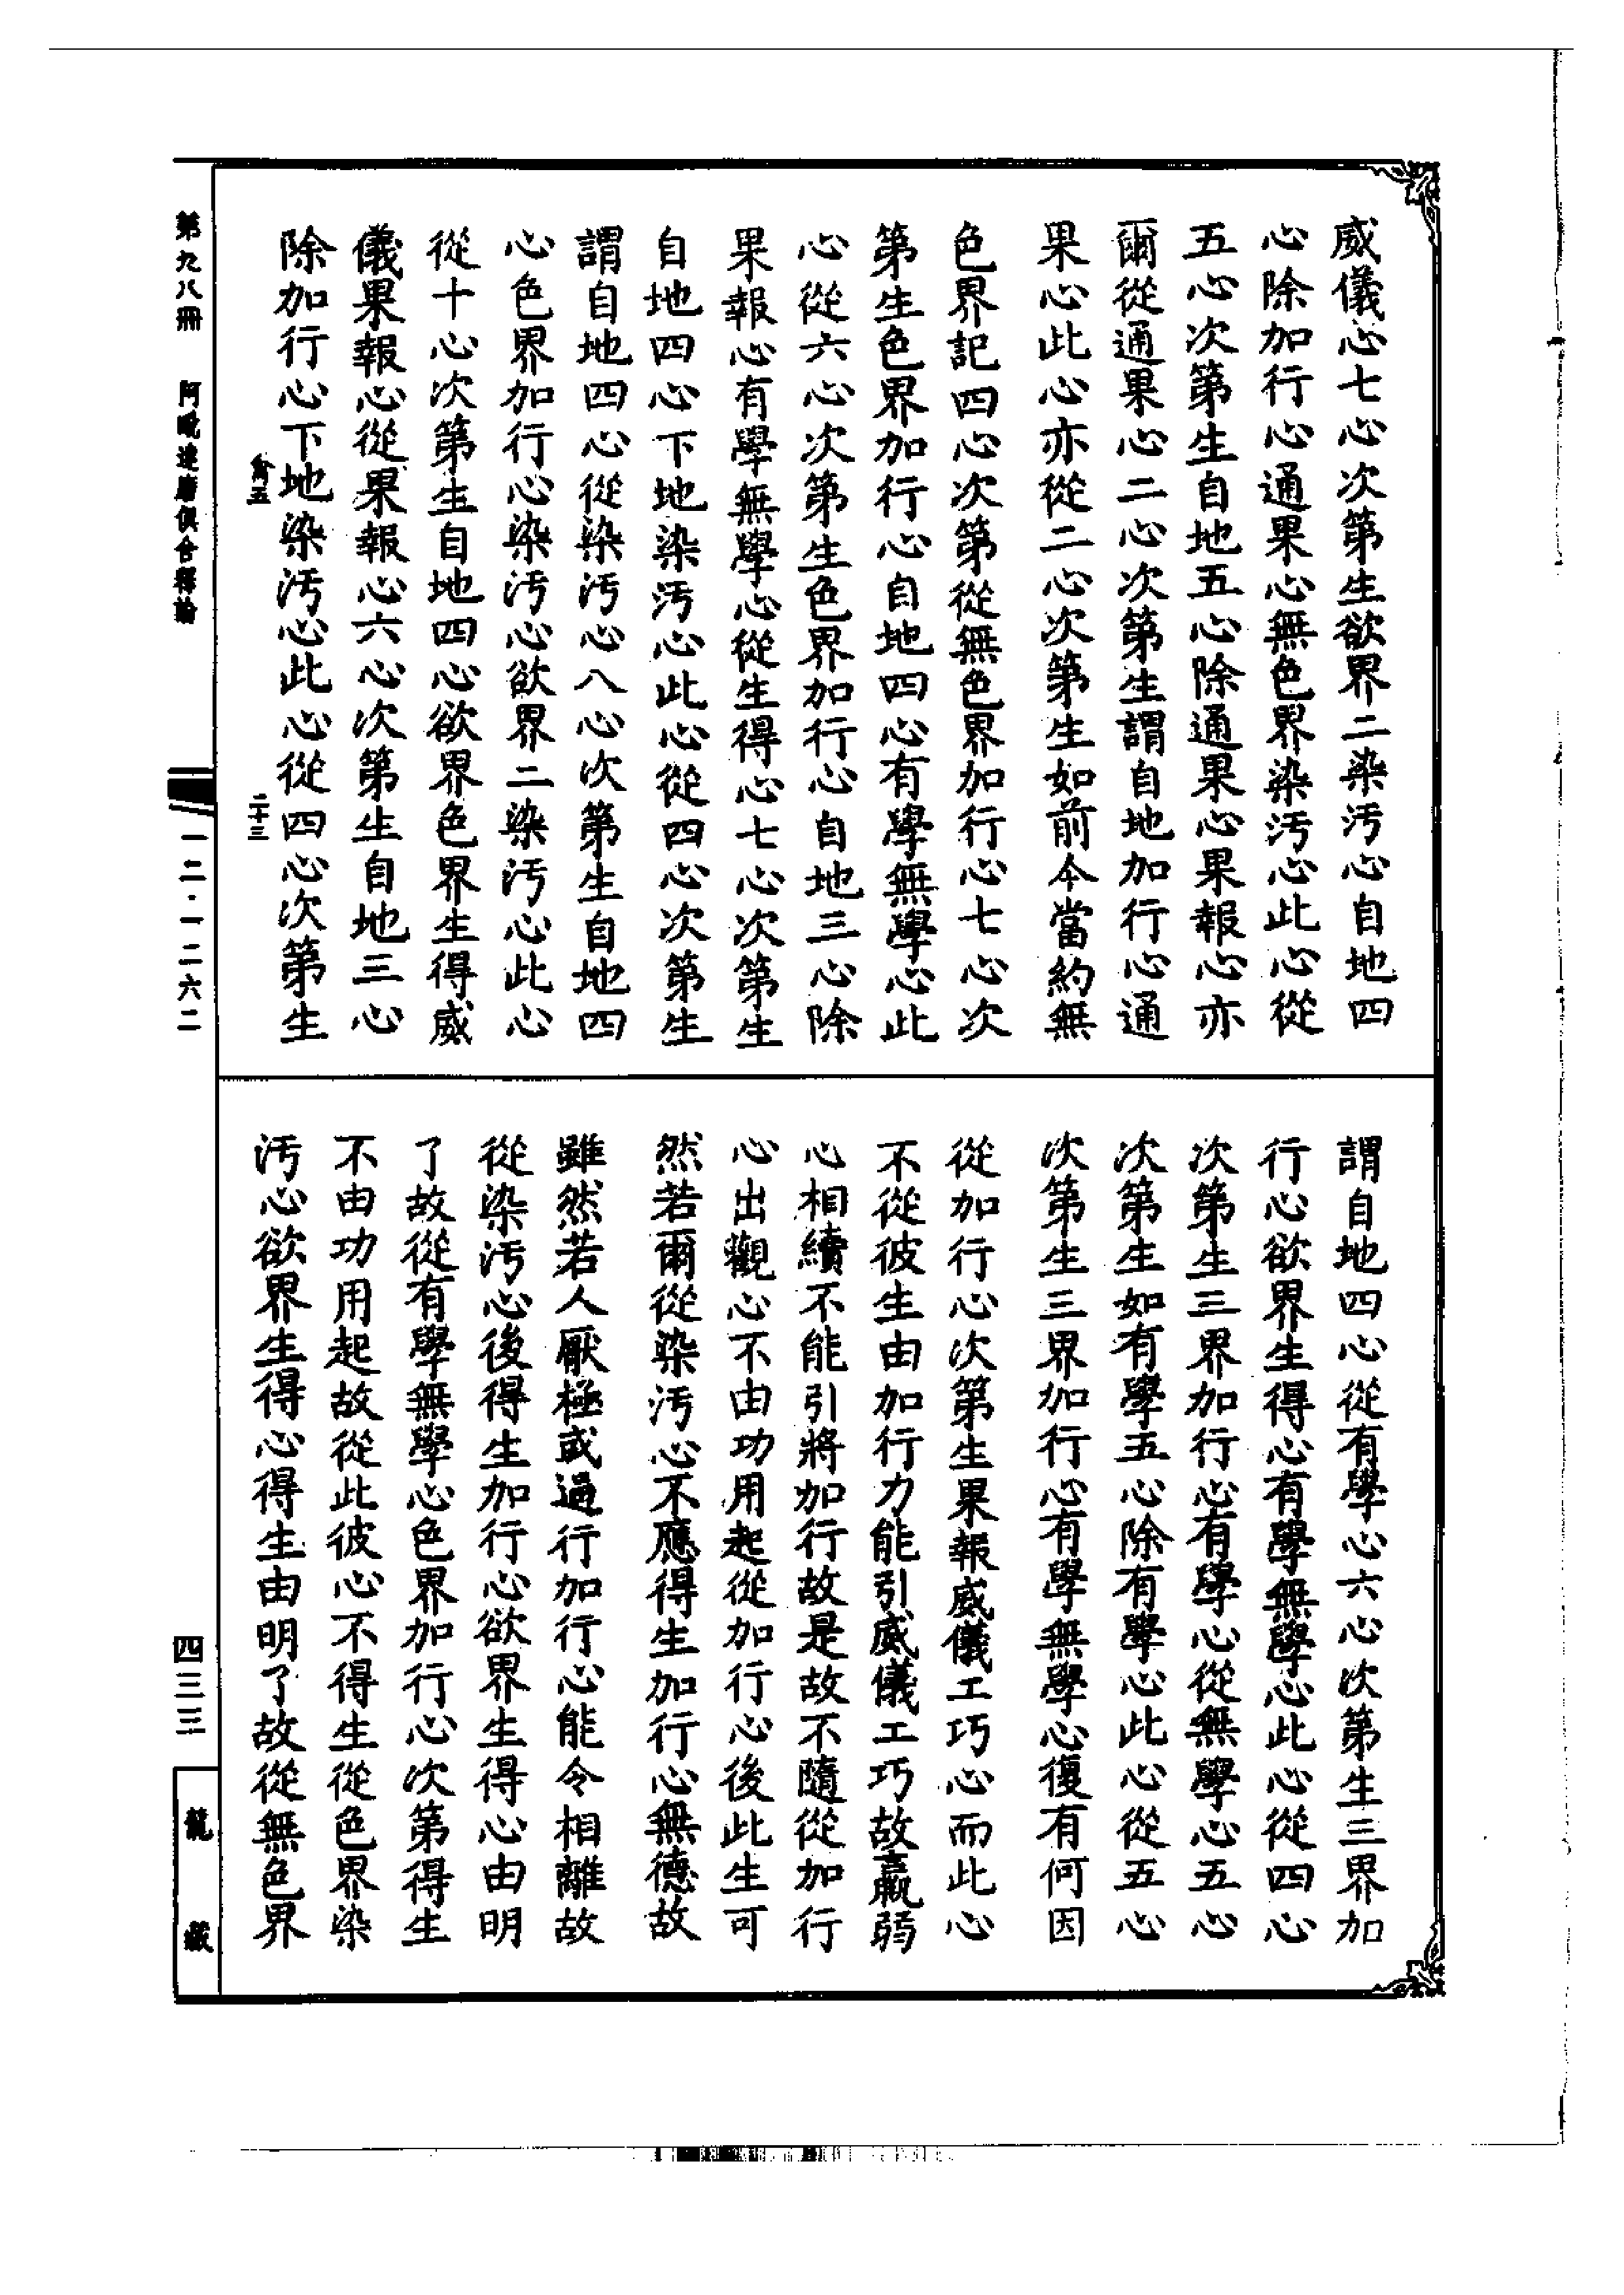 威儀心七心次第生欲界二染汚心自地四
心除加行心通果心無色界染汚心此心從
五心次第生自地五心除通果心果報心亦
爾從通果心二心次第生謂自地加行心通
果心此心亦從二心次第生如前今當約無
色界記四心次第從無色界加行心七心次
第生色界加行心自地四心有學無學心此
心從六心次第生色界加行心自地三心除
果報心有學無學心從生得心七心次第生
自地四心下地染汚心此心從四心次第生
謂自地四心從染汚心八心次第生自地四
心色界加行心染汚心欲界二染汚心此心
從十心次第生自地四心欲界色界生得威
儀果報心從果報心六心次第生自地三心
除加行心下地染汚心此心從四心次第生
謂自地四心從有學心六心次第生三界加
行心欲界生得心有學無學心此心從四心
次第生三界加行心有學心從無學心五心
次第生如有學五心除有學心此心從五心
次第生三界加行心有學無學心復有何因
從加行心次第生果報威儀工巧心而此心
不從彼生由加行力能引威儀工巧故羸弱
心相續不能引將加行故是故不隨從加行
心出觀心不由功用起從加行心後此生可
然若爾從染汚心不應得生加行心無德故
雖然若人厭極或過行加行心能令相離故
從染汚心後得生加行心欲界生得心由明
了故從有學無學心色界加行心次第得生
不由功用起故從此彼心不得生從色界染
汚心欲界生得心得生由明了故從無色界
第九八冊 阿毗達磨俱舍釋論
一二·一二六二
四三三
龍藏
二十三